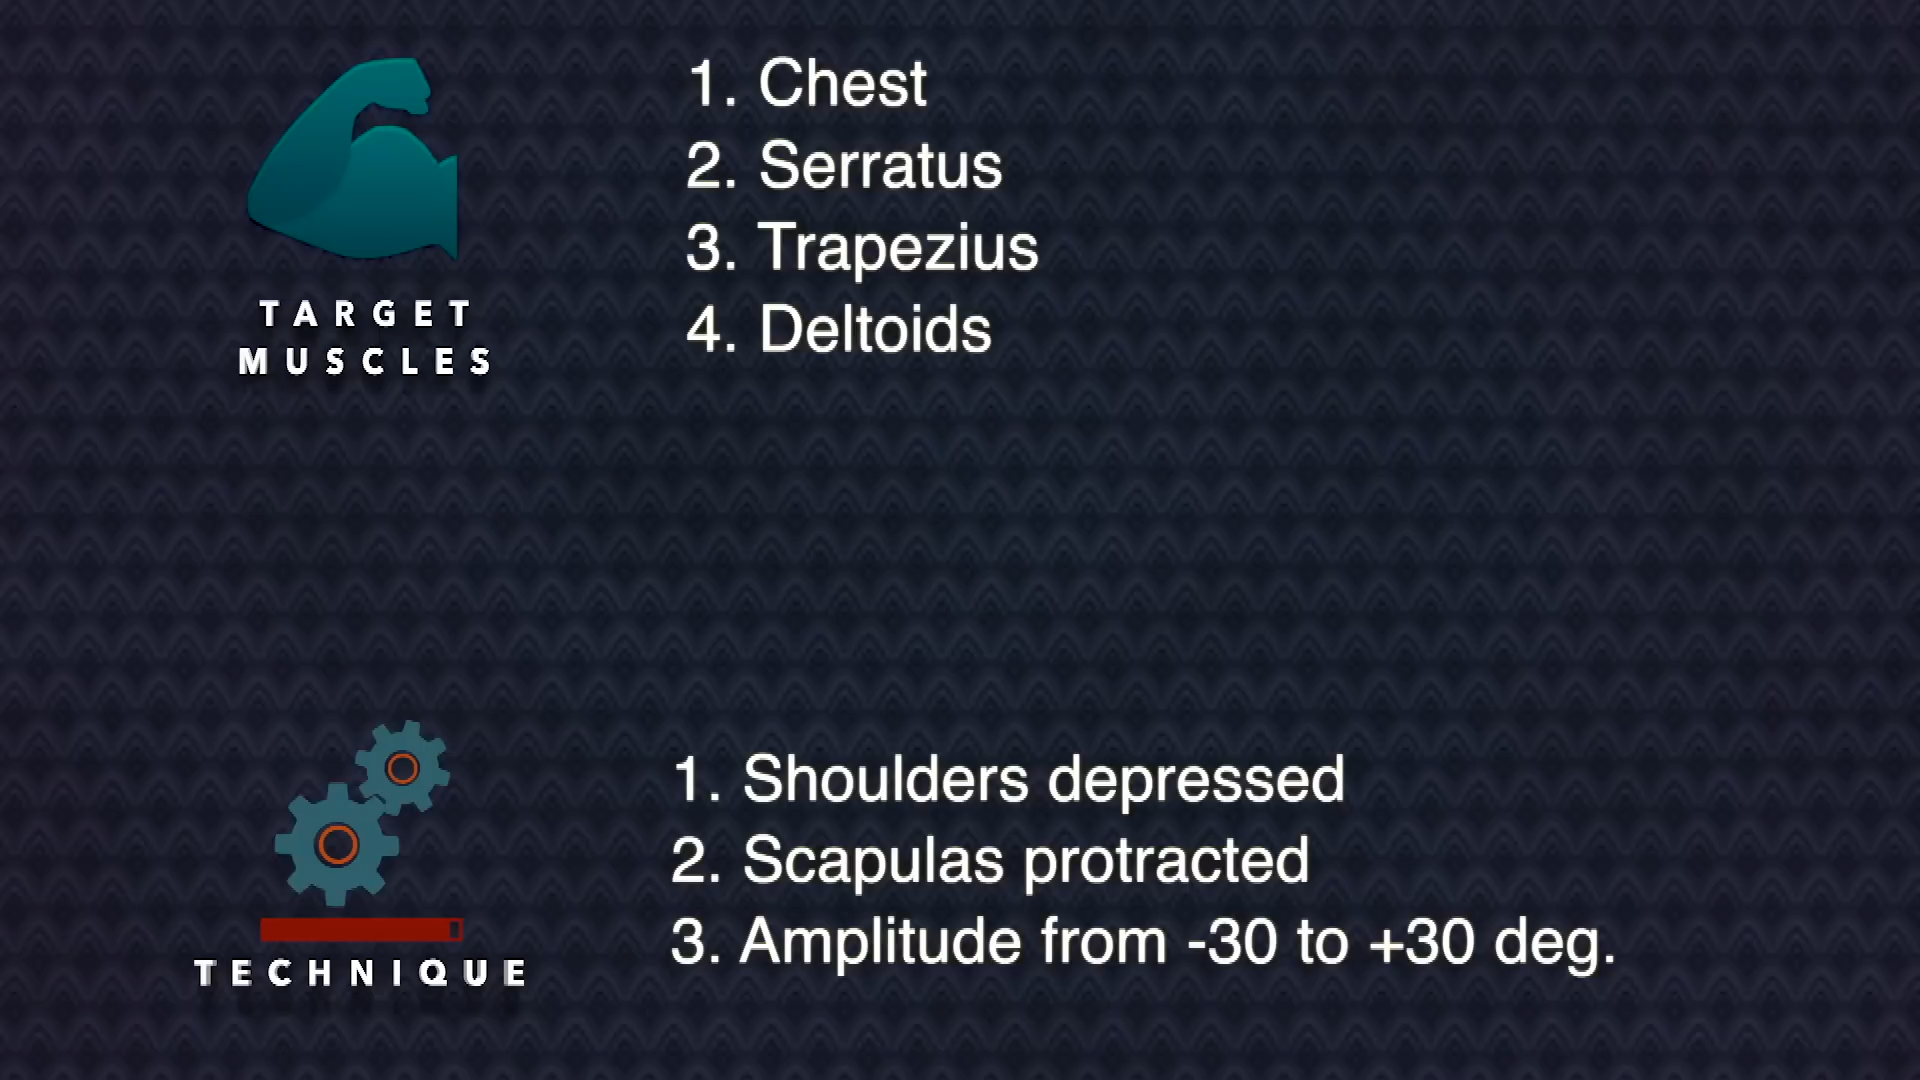 TARGET
MUSCLES
1. Chest
2. Serratus
3. Trapezius
4. Deltoids
TECHNIQUE
1. Shoulders depressed
2. Scapulas protracted
3. Amplitude from -30 to +30 deg.